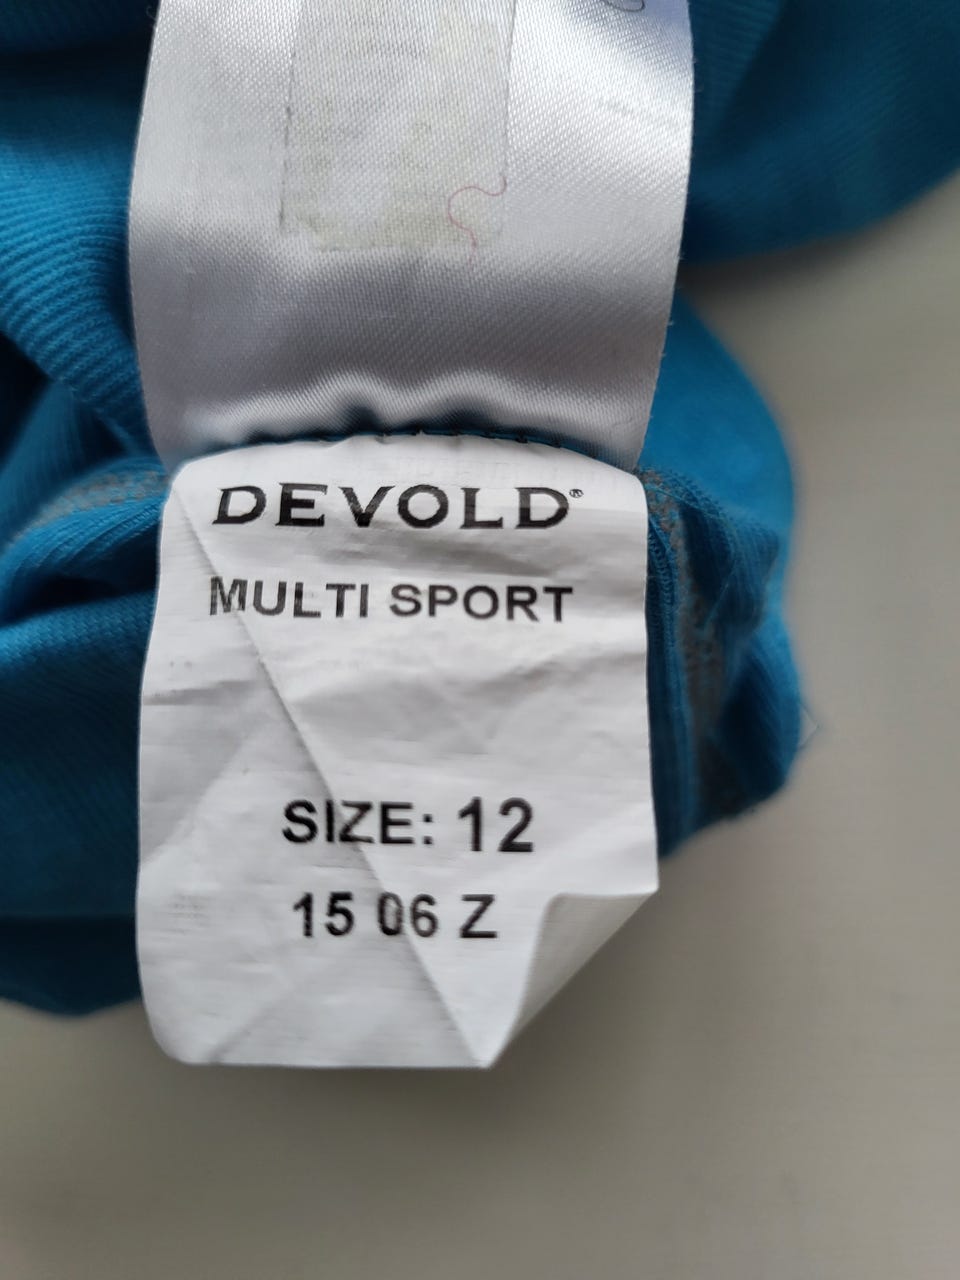 DEVOLD®
MULTI SPORT
SIZE: 12
15 06 Z